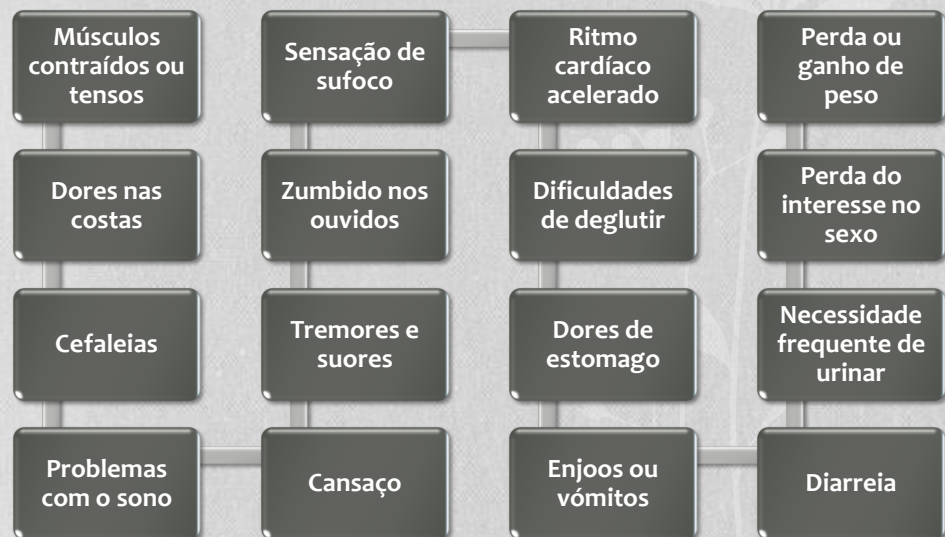 Músculos
contraídos ou
tensos
Dores nas
costas
Cefaleias
Problemas
com o sono
Cansaço
Tremores e
suores
Zumbido nos
ouvidos
Sensação de
sufoco
Ritmo
cardíaco
acelerado
Dificuldades
de deglutir
Dores de
estomago
Enjoos ou
vómitos
Diarreia
Necessidade
frequente de
urinar
Perda do
interesse no
sexo
Perda ou
ganho de
peso